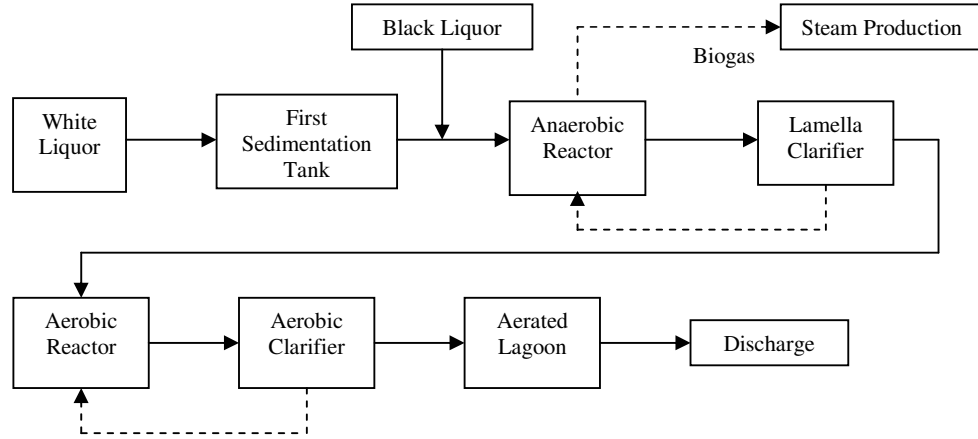 Black Liquor
Steam Production
Biogas
White
Liquor
First
Sedimentation
Tank
Anaerobic
Reactor
Lamella
Clarifier
Aerobic
Reactor
Aerobic
Clarifier
Aerated
Lagoon
Discharge